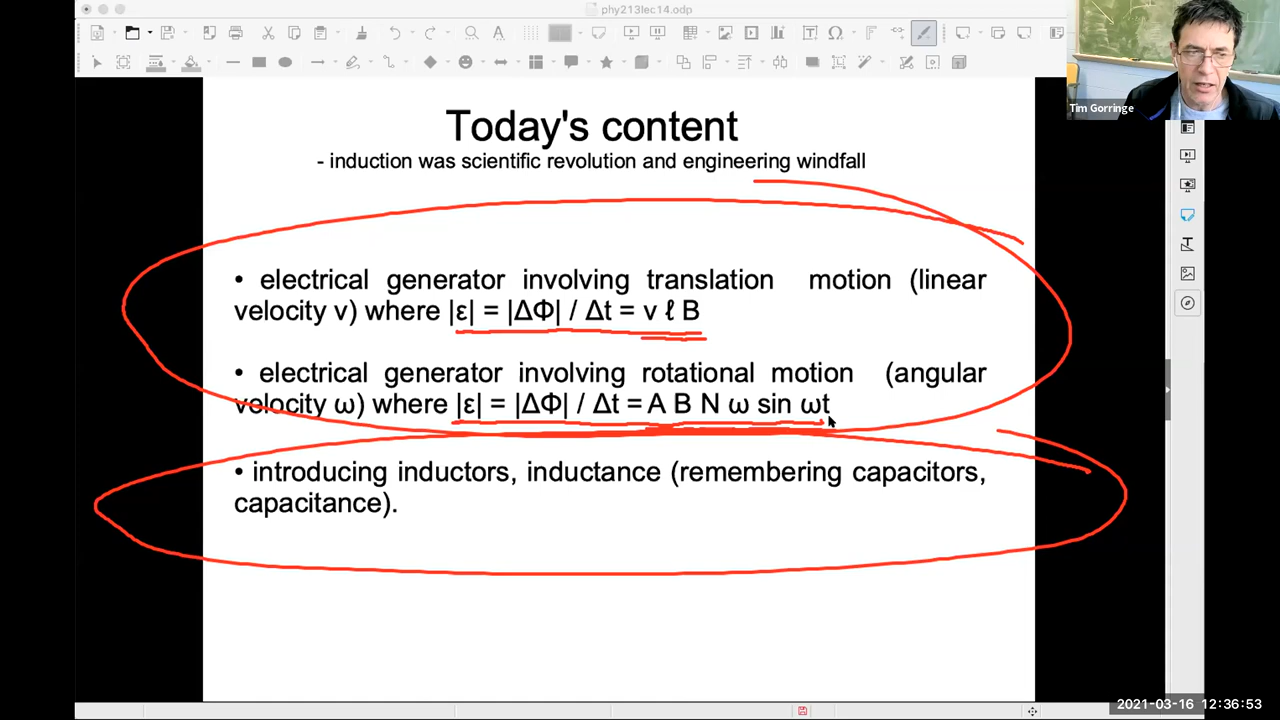 phy213lec14.odp
Tim Gorringe
Today's content
- induction was scientific revolution and engineering windfall
• electrical generator involving translation motion (linear
velocity v) where |ε| = |ΔΦ| / Δt = v ℓ B
• electrical generator involving rotational motion (angular
velocity ω) where |ε| = |ΔΦ| / Δt = A B N ω sin ωt
• introducing inductors, inductance (remembering capacitors,
capacitance).
2021-03-16 12:36:53